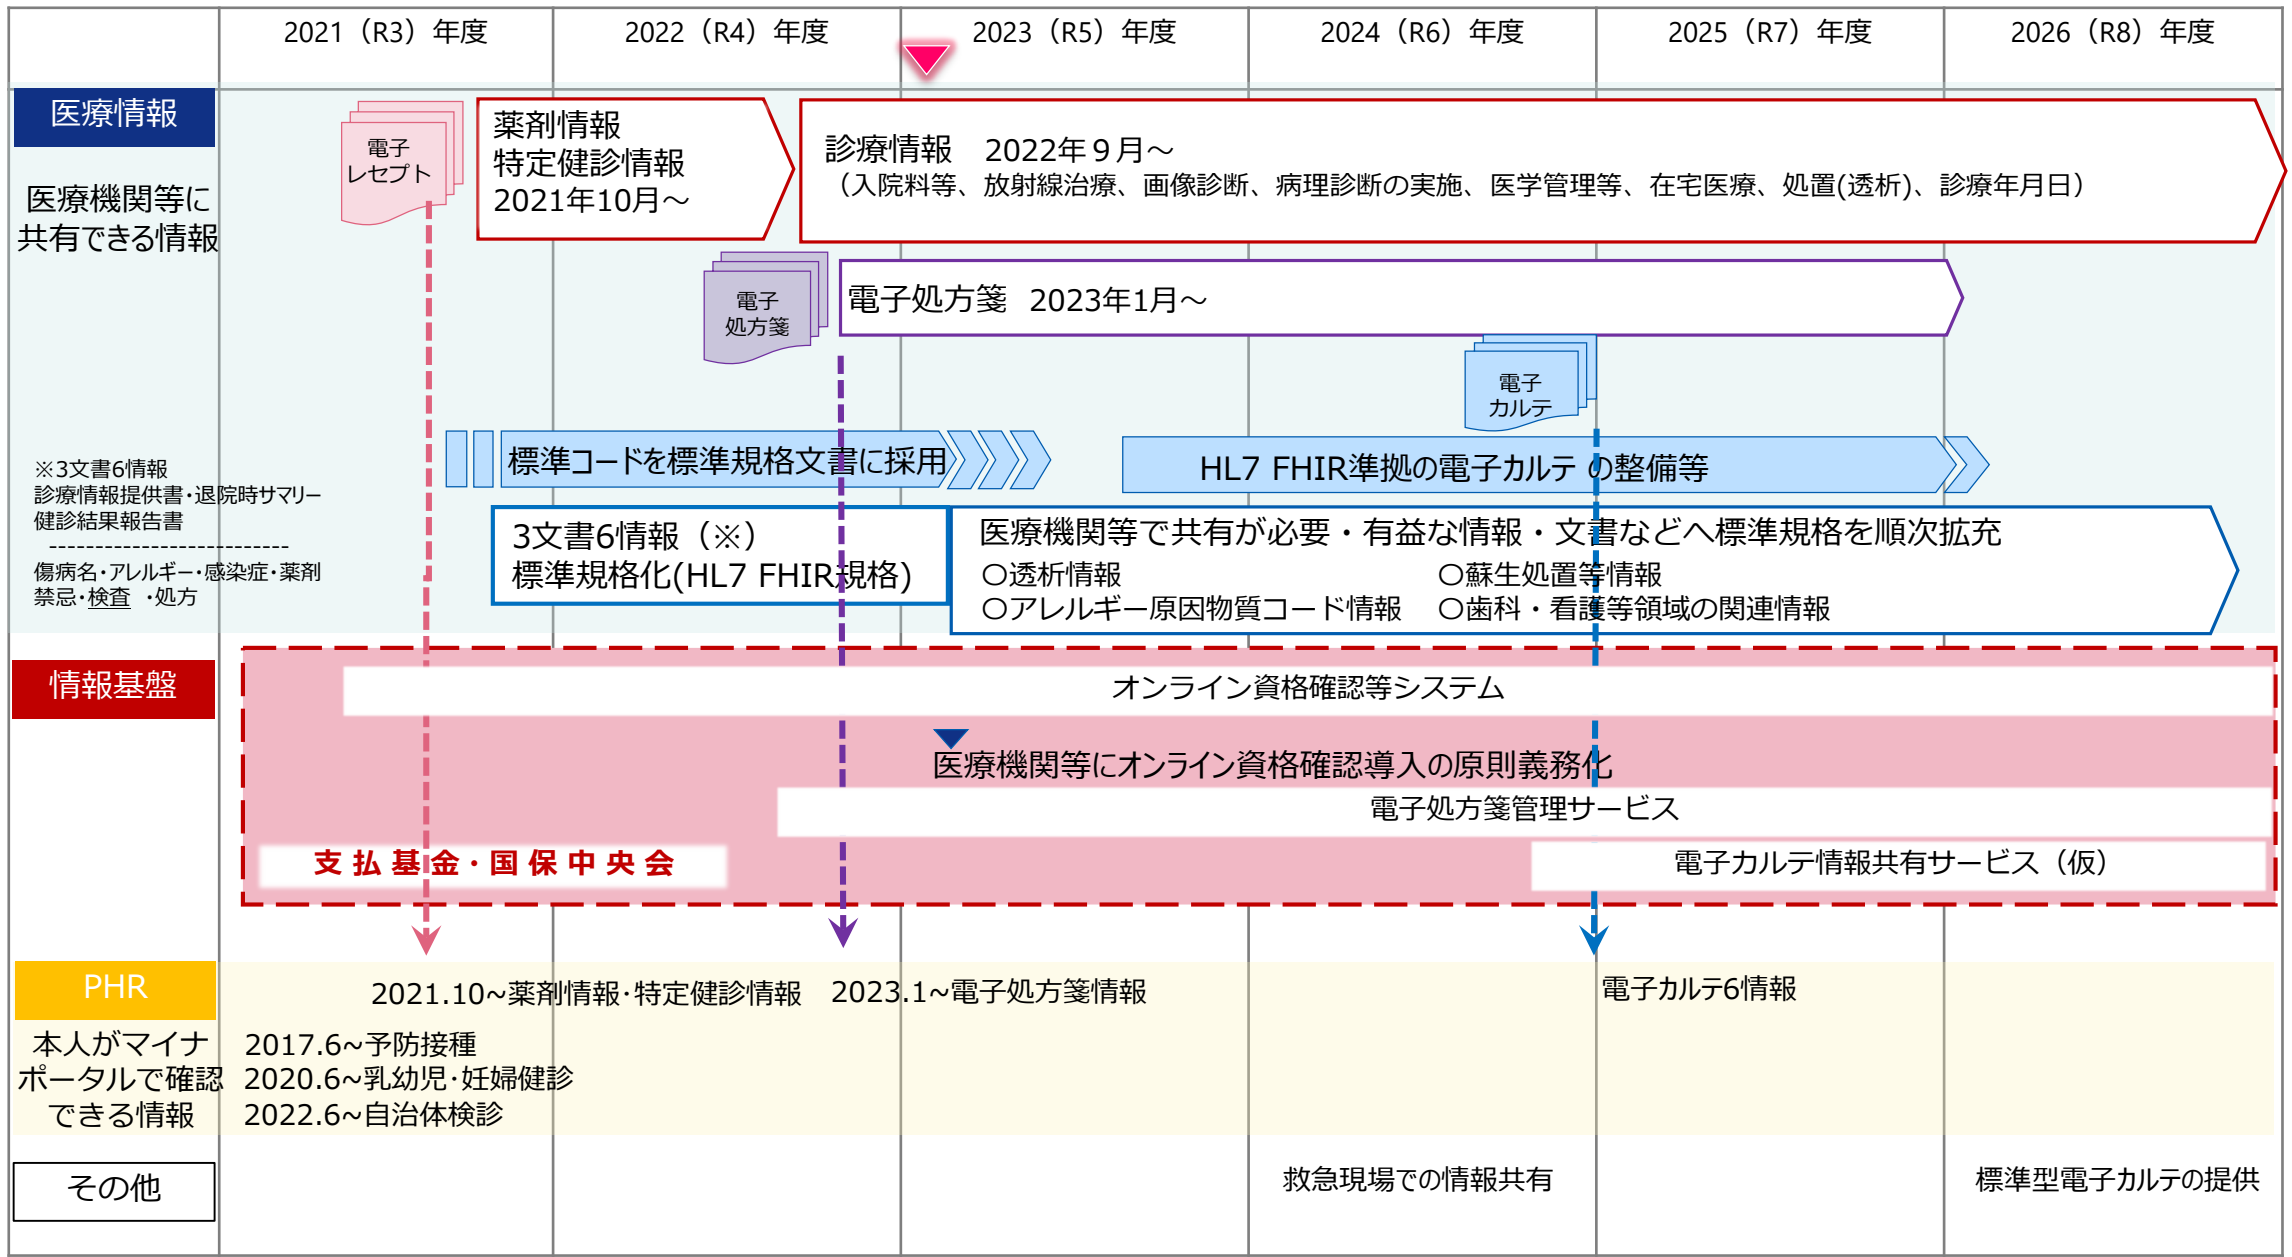 2021（R3）年度
2022（R4）年度
2023（R5）年度
2024（R6）年度
2025（R7）年度
2026（R8）年度
医療情報
医療機関等に
共有できる情報
電子
レセプト
薬剤情報
特定健診情報
2021年10月～
診療情報　2022年９月～
（入院料等、放射線治療、画像診断、病理診断の実施、医学管理等、在宅医療、処置(透析)、診療年月日）
電子
処方箋
電子処方箋 2023年1月～
電子
カルテ
標準コードを標準規格文書に採用
HL7 FHIR準拠の電子カルテ の整備等
※3文書6情報
診療情報提供書・退院時サマリー
健診結果報告書
--------------------------
傷病名・アレルギー・感染症・薬剤
禁忌・検査 ・処方
3文書6情報（※）
標準規格化(HL7 FHIR規格)
医療機関等で共有が必要・有益な情報・文書などへ標準規格を順次拡充
〇透析情報
〇蘇生処置等情報
〇アレルギー原因物質コード情報
〇歯科・看護等領域の関連情報
情報基盤
オンライン資格確認等システム
医療機関等にオンライン資格確認導入の原則義務化
電子処方箋管理サービス
支払基金・国保中央会
電子カルテ情報共有サービス（仮）
PHR
本人がマイナ
ポータルで確認
できる情報
2021.10~薬剤情報・特定健診情報
2023.1~電子処方箋情報
電子カルテ6情報
2017.6~予防接種
2020.6~乳幼児・妊婦健診
2022.6~自治体検診
その他
救急現場での情報共有
標準型電子カルテの提供